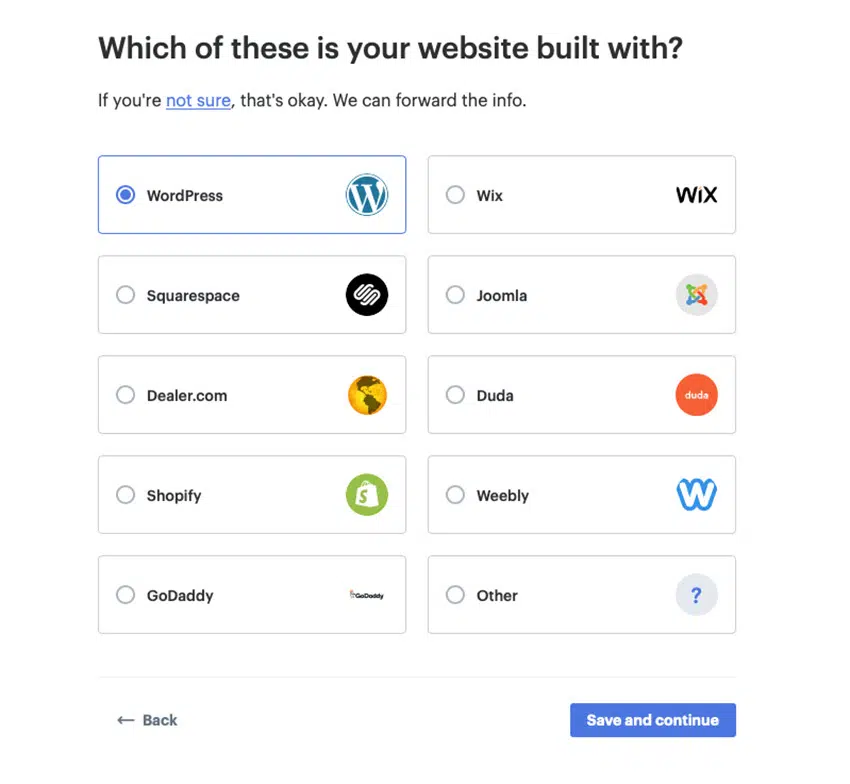 Which of these is your website built with?
If you're not sure, that's okay. We can forward the info.
WordPress
Wix
WiX
Squarespace
Joomla
Dealer.com
Duda
duda
Shopify
Weebly
GoDaddy
GoDaddy
Other
?
← Back
Save and continue